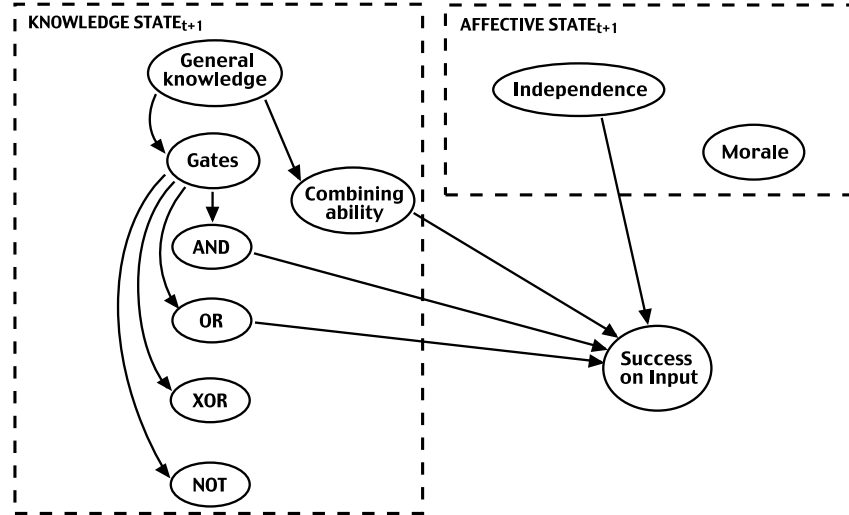 KNOWLEDGE STATEt+1
General
knowledge
Gates
Combining
ability
AND
OR
XOR
NOT
AFFECTIVE STATEt+1
Independence
Morale
Success
on Input